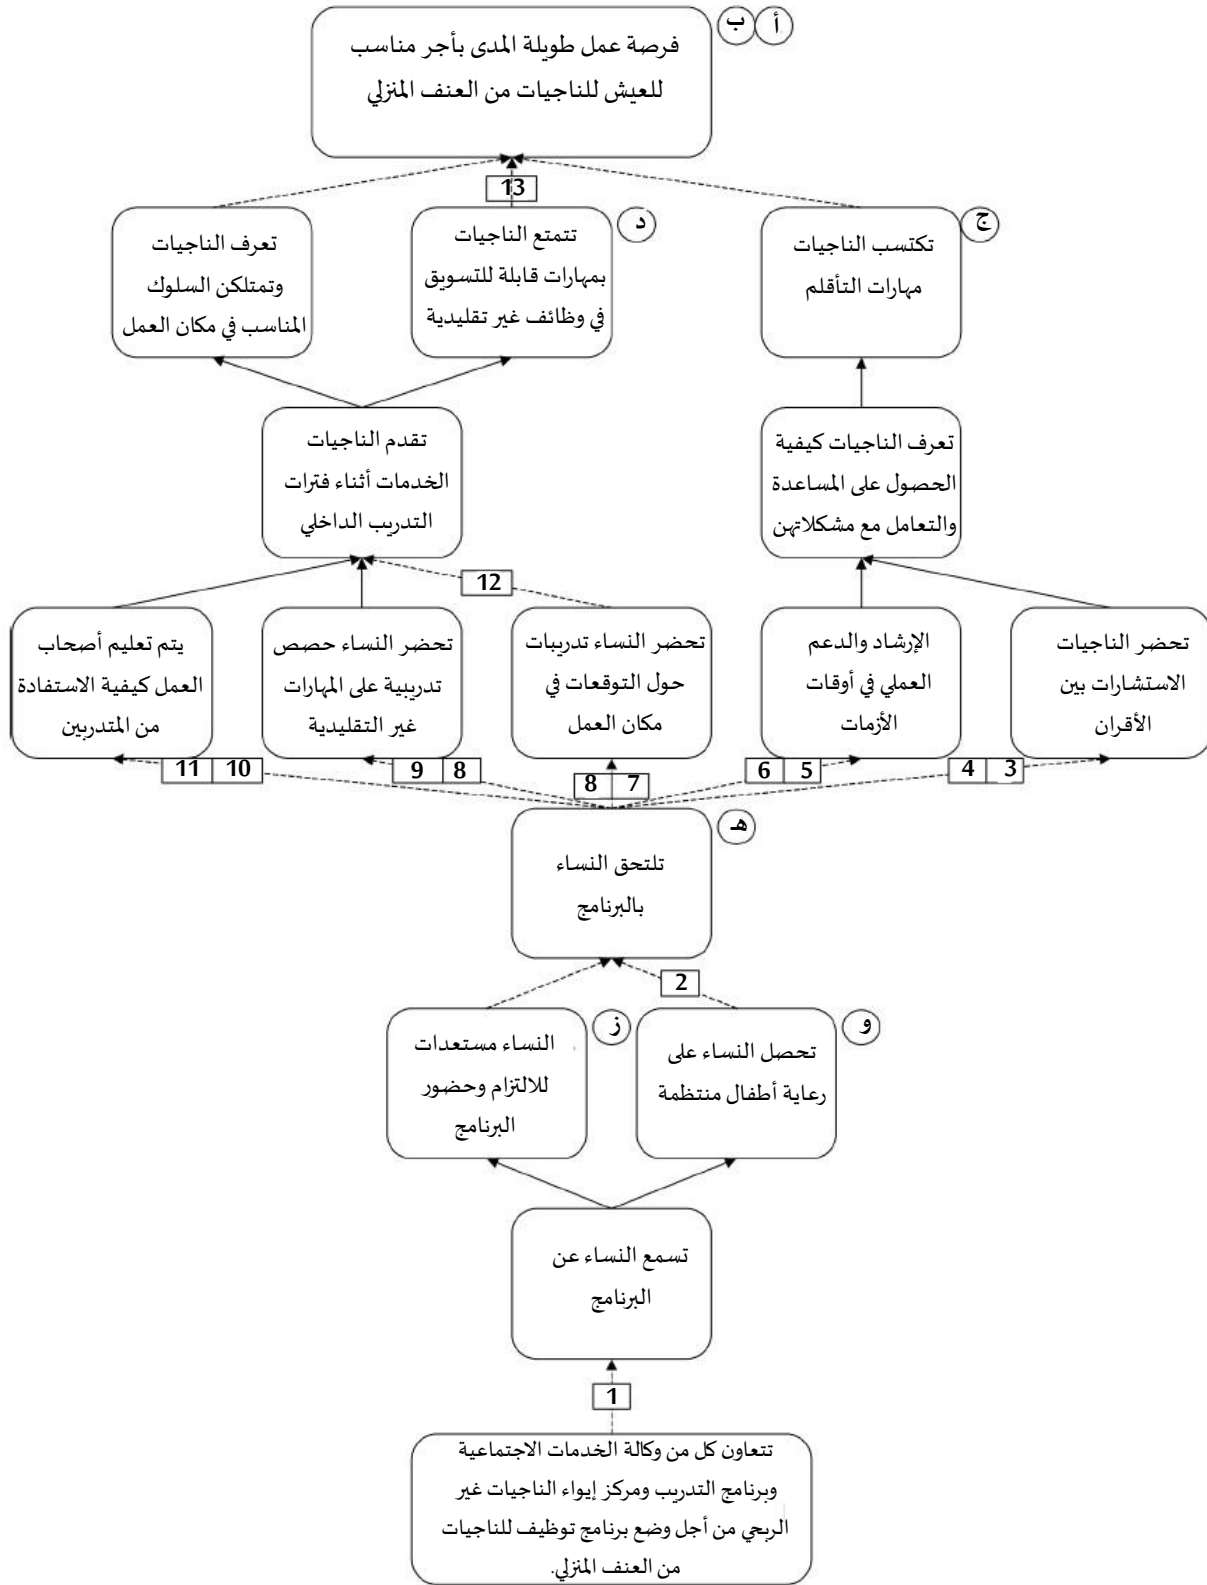 أ ب
فرصة عمل طويلة المدى بأجر مناسب
للعيش للناجيات من العنف المنزلي
13
ج
تكتسب الناجيات
مهارات التأقلم
د
تتمتع الناجيات
بمهارات قابلة للتسويق
في وظائف غير تقليدية
تعرف الناجيات
وتمتلكن السلوك
المناسب في مكان العمل
تعرف الناجيات كيفية
الحصول على المساعدة
والتعامل مع مشكلاتهن
تقدم الناجيات
الخدمات أثناء فترات
التدريب الداخلي
12
تحضر الناجيات
الاستشارات بين
الأقران
الإرشاد والدعم
العملي في أوقات
الأزمات
تحضر النساء تدريبات
حول التوقعات في
مكان العمل
تحضر النساء حصص
تدريبية على المهارات
غير التقليدية
يتم تعليم أصحاب
العمل كيفية الاستفادة
من المتدربين
3 4
5 6
7 8
8 9
10 11
هـ
تلتحق النساء
بالبرنامج
2
و
تحصل النساء على
رعاية أطفال منتظمة
ز
النساء مستعدات
للالتزام وحضور
البرنامج
تسمع النساء عن
البرنامج
1
تتعاون كل من وكالة الخدمات الاجتماعية
وبرنامج التدريب ومركز إيواء الناجيات غير
الربحي من أجل وضع برنامج توظيف للناجيات
من العنف المنزلي.